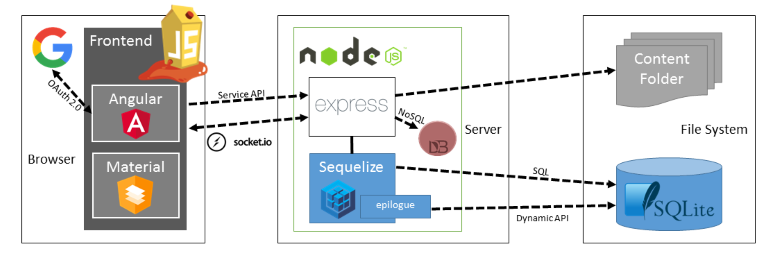 Frontend
JS
G
OAuth 2.0
Angular
A
Material
Browser
Service API
socket.io
node
JS
express
NoSQL
DB
Server
Sequelize
epilogue
SQL
Dynamic API
Content
Folder
File System
SQLite